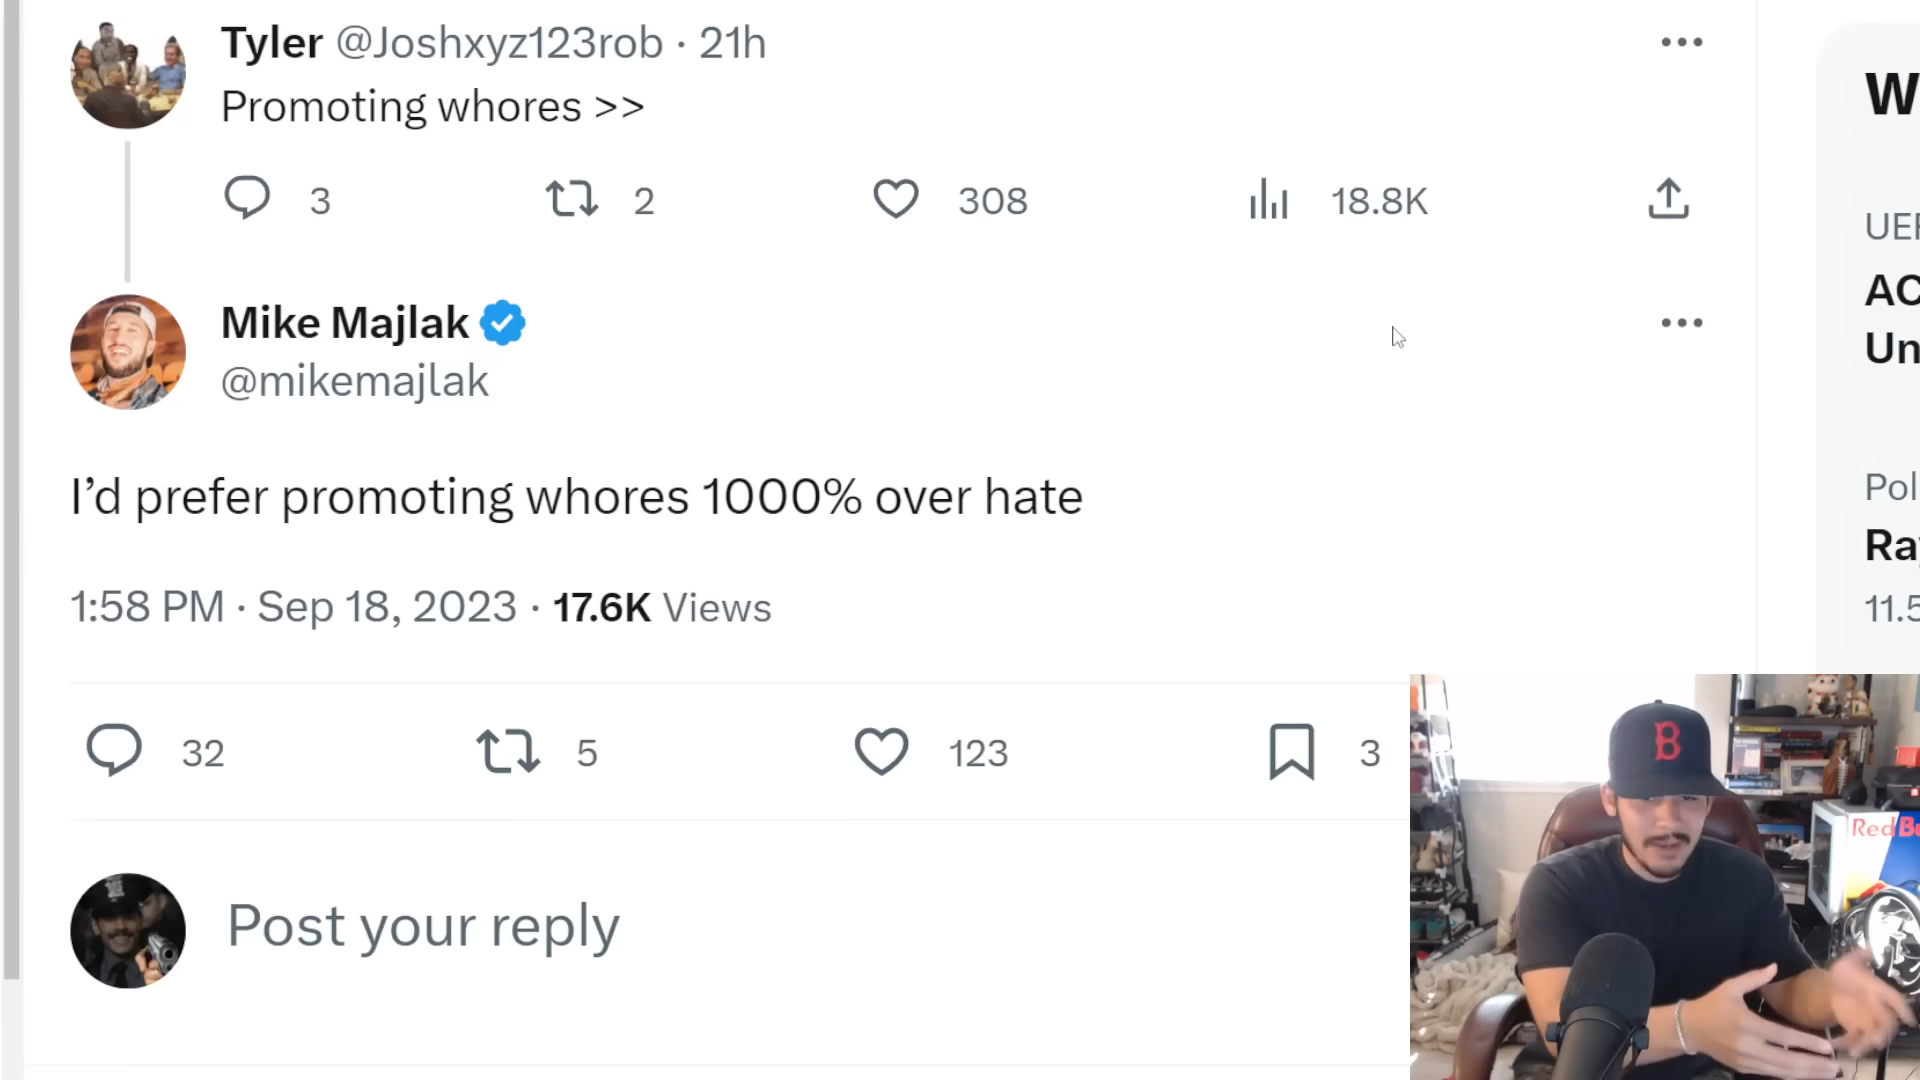 Tyler @Joshxyz123rob · 21h
Promoting whores >>
3 2 308 18.8K
Mike Majlak
@mikemajlak
I’d prefer promoting whores 1000% over hate
1:58 PM · Sep 18, 2023 · 17.6K Views
32 5 123 3
Post your reply
W
UEF
AC
Un
Pol
Ra
11.5
B
Red Bu